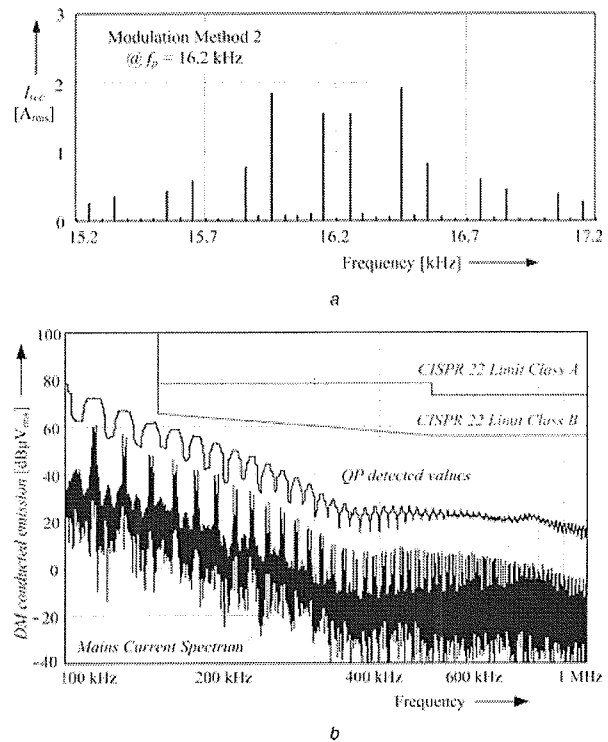 3
Modulation Method 2
@ fp = 16.2 kHz
2
Isec
[Arms]
1
0
15.2 15.7 16.2 16.7 17.2
Frequency [kHz]
a
100
CISPR 22 Limit Class A
80
CISPR 22 Limit Class B
60
QP detected values
40
20
0
-20
Mains Current Spectrum
-40
DM conducted emission [dBμVrms]
100 kHz 200 kHz 400 kHz 600 kHz 1 MHz
Frequency
b